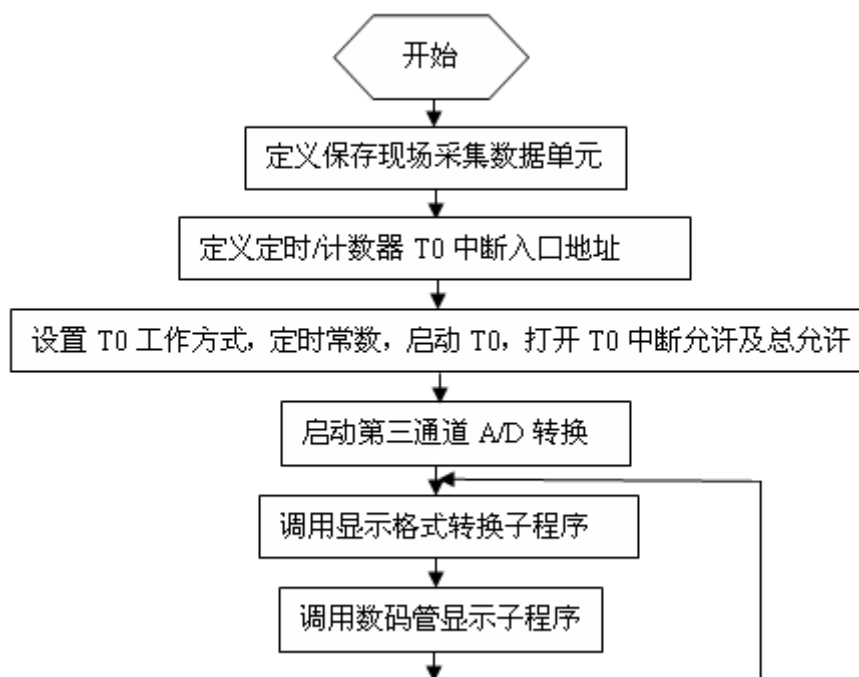 开始
定义保存现场采集数据单元
定义定时/计数器 T0 中断入口地址
设置 T0 工作方式，定时常数，启动 T0，打开 T0 中断允许及总允许
启动第三通道 A/D 转换
调用显示格式转换子程序
调用数码管显示子程序